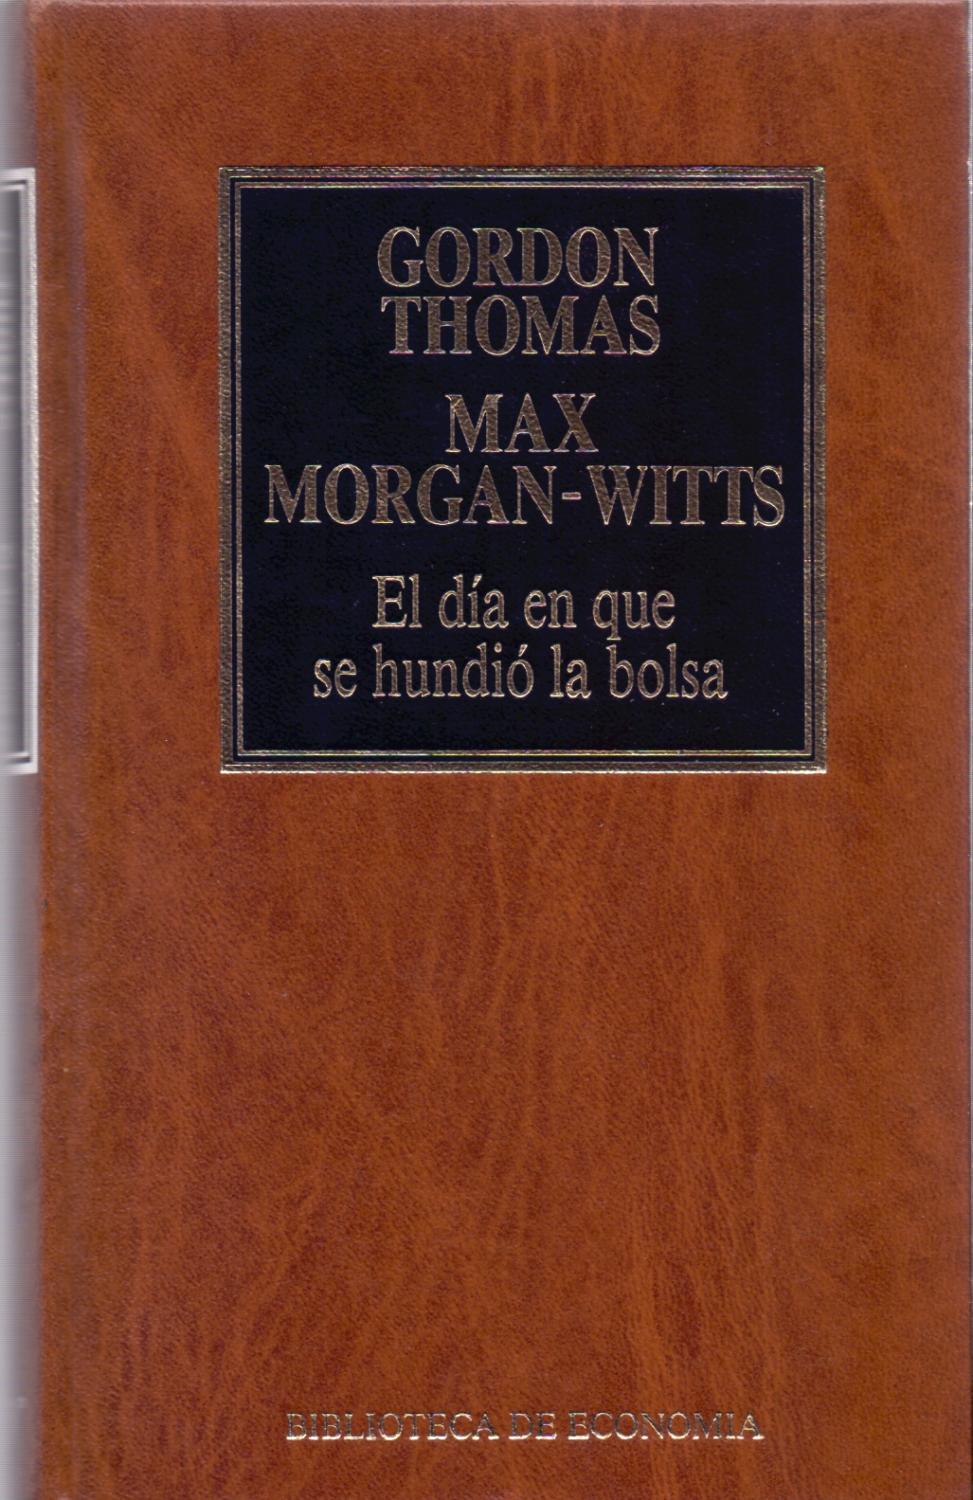 GORDON
THOMAS
MAX
MORGAN-WITTS
El día en que
se hundió la bolsa
BIBLIOTECA DE ECONOMIA